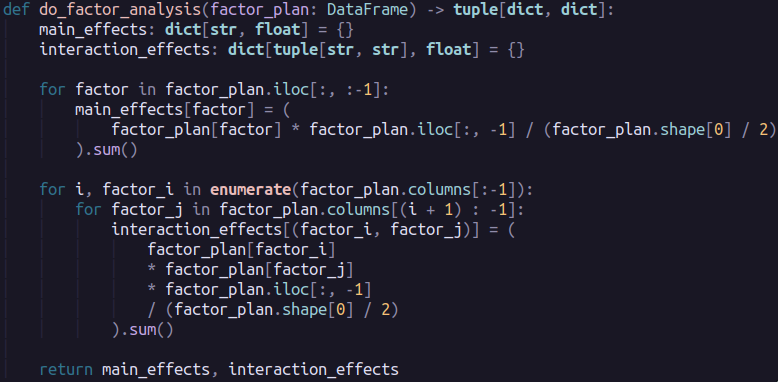 def do_factor_analysis(factor_plan: DataFrame) -> tuple[dict, dict]:
    main_effects: dict[str, float] = {}
    interaction_effects: dict[tuple[str, str], float] = {}

    for factor in factor_plan.iloc[:, :-1]:
        main_effects[factor] = (
            factor_plan[factor] * factor_plan.iloc[:, -1] / (factor_plan.shape[0] / 2)
        ).sum()

    for i, factor_i in enumerate(factor_plan.columns[:-1]):
        for factor_j in factor_plan.columns[(i + 1) : -1]:
            interaction_effects[(factor_i, factor_j)] = (
                factor_plan[factor_i]
                * factor_plan[factor_j]
                * factor_plan.iloc[:, -1]
                / (factor_plan.shape[0] / 2)
            ).sum()

    return main_effects, interaction_effects